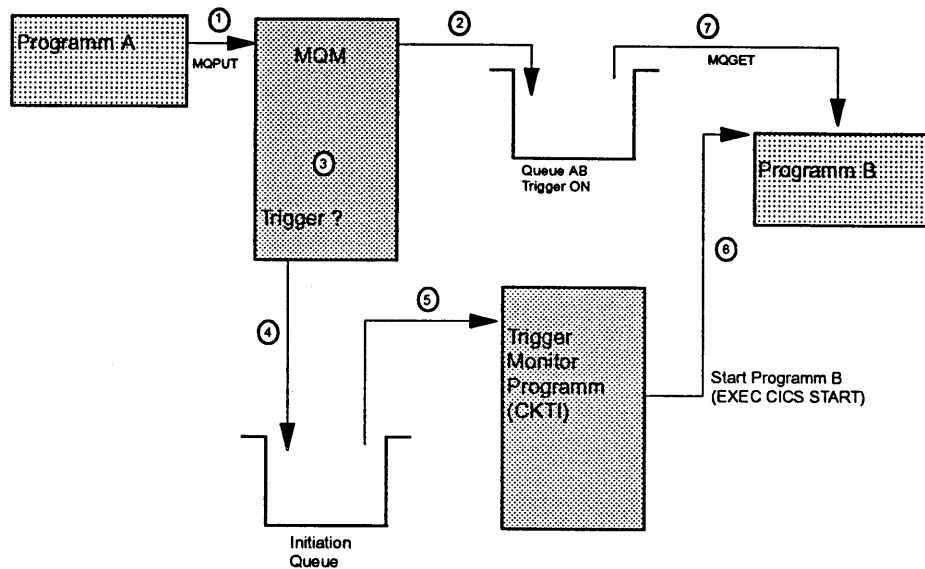 Programm A
1
MQPUT
MQM
3
Trigger ?
2
Queue AB
Trigger ON
7
MQGET
Programm B
6
4
5
Trigger
Monitor
Programm
(CKTI)
Start Programm B
(EXEC CICS START)
Initiation
Queue